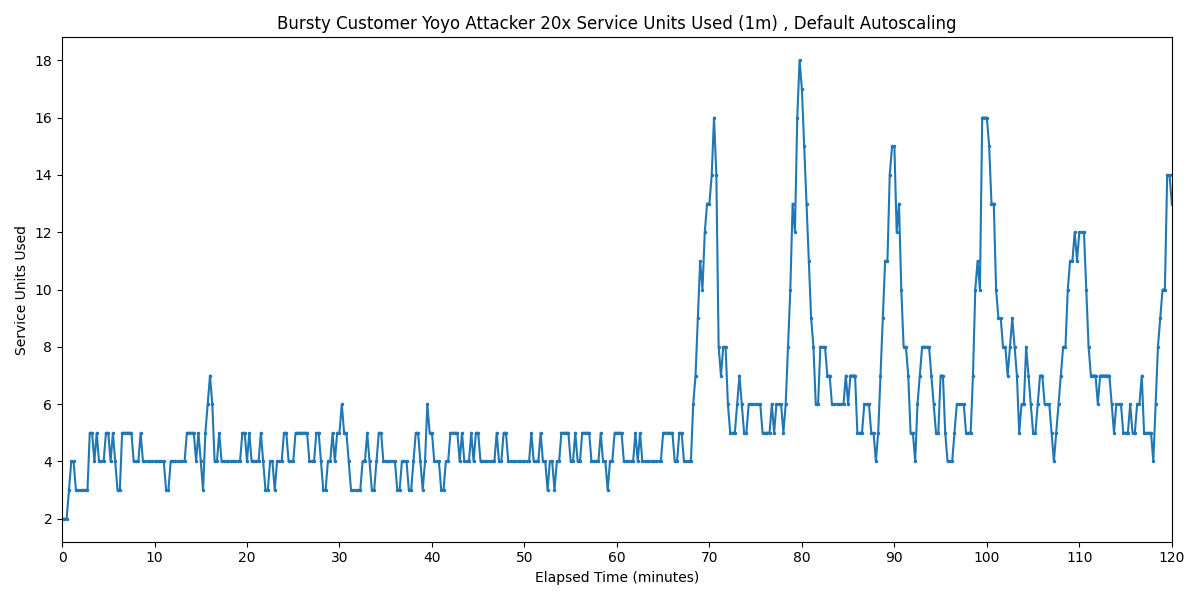 Bursty Customer Yoyo Attacker 20x Service Units Used (1m) , Default Autoscaling
Service Units Used
18
16
14
12
10
8
6
4
2
0 10 20 30 40 50 60 70 80 90 100 110 120
Elapsed Time (minutes)